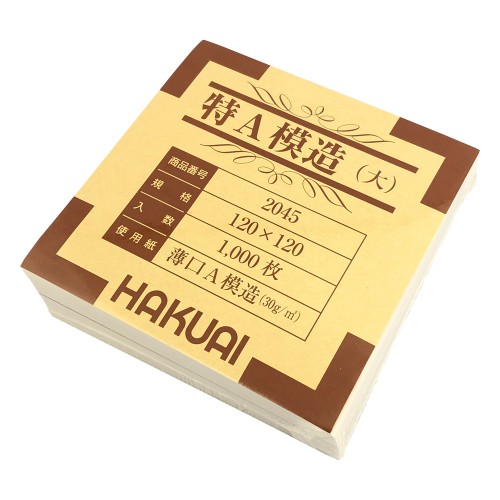 特A模造(大)
商品番号 2045
規格 120×120
入数 1,000枚
使用紙 薄口A模造(30g/㎡)
HAKUAI